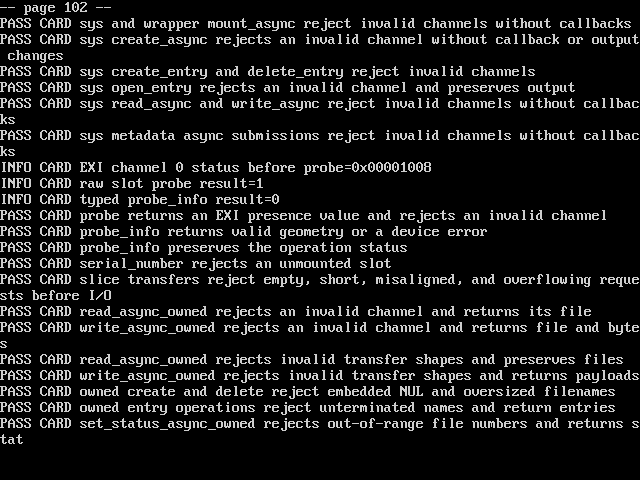 -- page 102 --
PASS CARD sys and wrapper mount_async reject invalid channels without callbacks
PASS CARD sys create_async rejects an invalid channel without callback or output
 changes
PASS CARD sys create_entry and delete_entry reject invalid channels
PASS CARD sys open_entry rejects an invalid channel and preserves output
PASS CARD sys read_async and write_async reject invalid channels without callbac
ks
PASS CARD sys metadata async submissions reject invalid channels without callbac
ks
INFO CARD EXI channel 0 status before probe=0x00001008
INFO CARD raw slot probe result=1
INFO CARD typed probe_info result=0
PASS CARD probe returns an EXI presence value and rejects an invalid channel
PASS CARD probe_info returns valid geometry or a device error
PASS CARD probe_info preserves the operation status
PASS CARD serial_number rejects an unmounted slot
PASS CARD slice transfers reject empty, short, misaligned, and overflowing reque
sts before I/O
PASS CARD read_async_owned rejects an invalid channel and returns its file
PASS CARD write_async_owned rejects an invalid channel and returns file and byte
s
PASS CARD read_async_owned rejects invalid transfer shapes and preserves files
PASS CARD write_async_owned rejects invalid transfer shapes and returns payloads
PASS CARD owned create and delete reject embedded NUL and oversized filenames
PASS CARD owned entry operations reject unterminated names and return entries
PASS CARD set_status_async_owned rejects out-of-range file numbers and returns s
tat